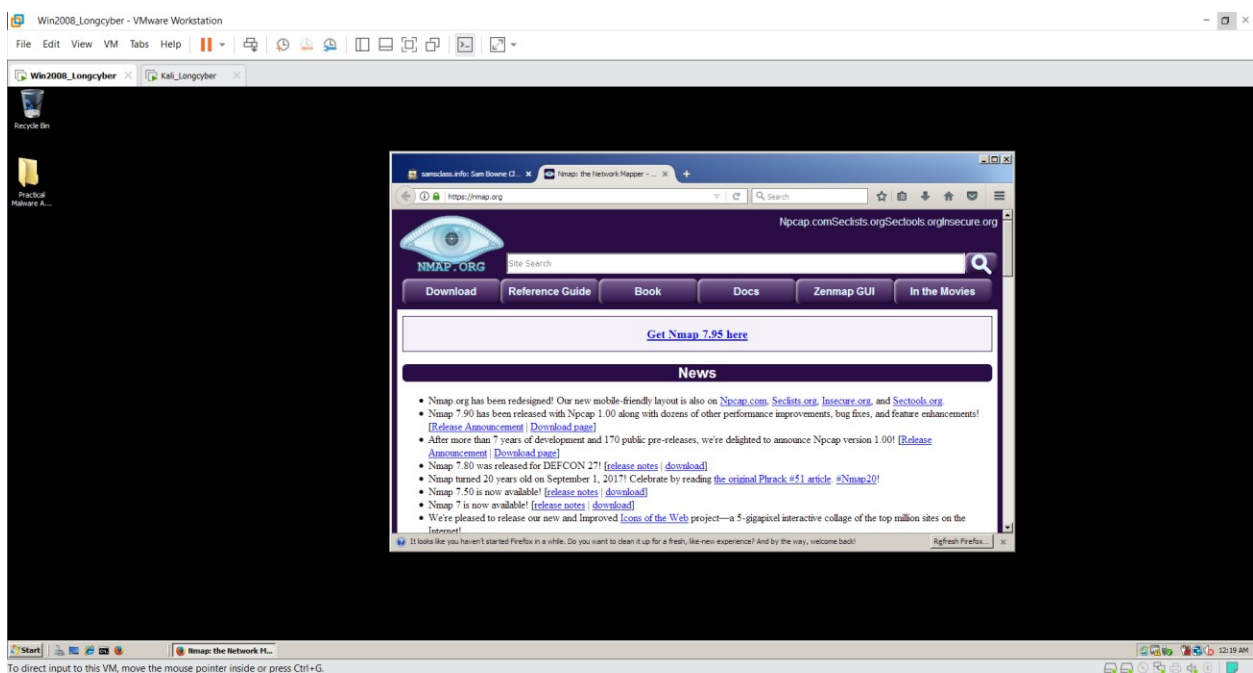 Win2008_Longcyber - VMware Workstation
File Edit View VM Tabs Help
Win2008_Longcyber
Kali_Longcyber
Recycle Bin
Practical
Malware A...
samsclass.info: Sam Bowne Cl...
Nmap: the Network Mapper - ...
https://nmap.org
Search
Npcap.comSeclists.orgSectools.orgInsecure.org
NMAP.ORG
Site Search
Download Reference Guide Book Docs Zenmap GUI In the Movies
Get Nmap 7.95 here
News
Nmap.org has been redesigned! Our new mobile-friendly layout is also on Npcap.com, Seclists.org, Insecure.org, and Sectools.org.
Nmap 7.90 has been released with Npcap 1.00 along with dozens of other performance improvements, bug fixes, and feature enhancements!
[Release Announcement | Download page]
After more than 7 years of development and 170 public pre-releases, we're delighted to announce Npcap version 1.00! [Release
Announcement | Download page]
Nmap 7.80 was released for DEFCON 27! [release notes | download]
Nmap turned 20 years old on September 1, 2017! Celebrate by reading the original Phrack #51 article. #Nmap20!
Nmap 7.50 is now available! [release notes | download]
Nmap 7 is now available! [release notes | download]
We're pleased to release our new and Improved Icons of the Web project—a 5-gigapixel interactive collage of the top million sites on the
Internet!
It looks like you haven't started Firefox in a while. Do you want to clean it up for a fresh, like-new experience? And by the way, welcome back!
Refresh Firefox...
Start
Nmap: the Network M...
12:19 AM
To direct input to this VM, move the mouse pointer inside or press Ctrl+G.